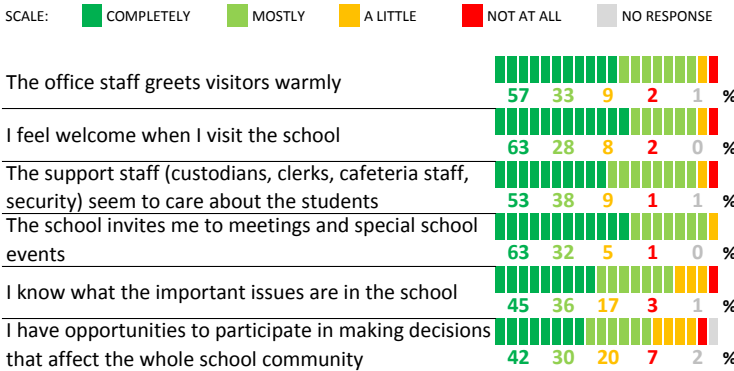 SCALE: COMPLETELY MOSTLY A LITTLE NOT AT ALL NO RESPONSE
The office staff greets visitors warmly
57 33 9 2 1 %
I feel welcome when I visit the school
63 28 8 2 0 %
The support staff (custodians, clerks, cafeteria staff,
security) seem to care about the students
53 38 9 1 1 %
The school invites me to meetings and special school
events
63 32 5 1 0 %
I know what the important issues are in the school
45 36 17 3 1 %
I have opportunities to participate in making decisions
that affect the whole school community
42 30 20 7 2 %